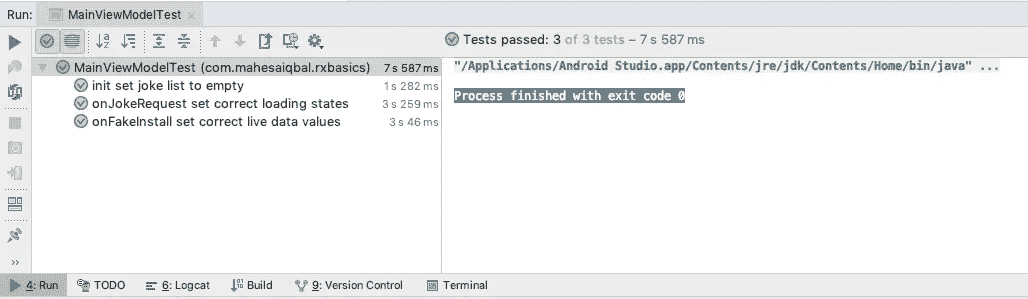 Run: MainViewModelTest
Tests passed: 3 of 3 tests – 7 s 587 ms
MainViewModelTest (com.mahesaiqbal.rxbasics) 7 s 587 ms
init set joke list to empty 1 s 282 ms
onJokeRequest set correct loading states 3 s 259 ms
onFakeInstall set correct live data values 3 s 46 ms
"/Applications/Android Studio.app/Contents/jre/jdk/Contents/Home/bin/java" ...
Process finished with exit code 0
4: Run TODO 6: Logcat Build 9: Version Control Terminal